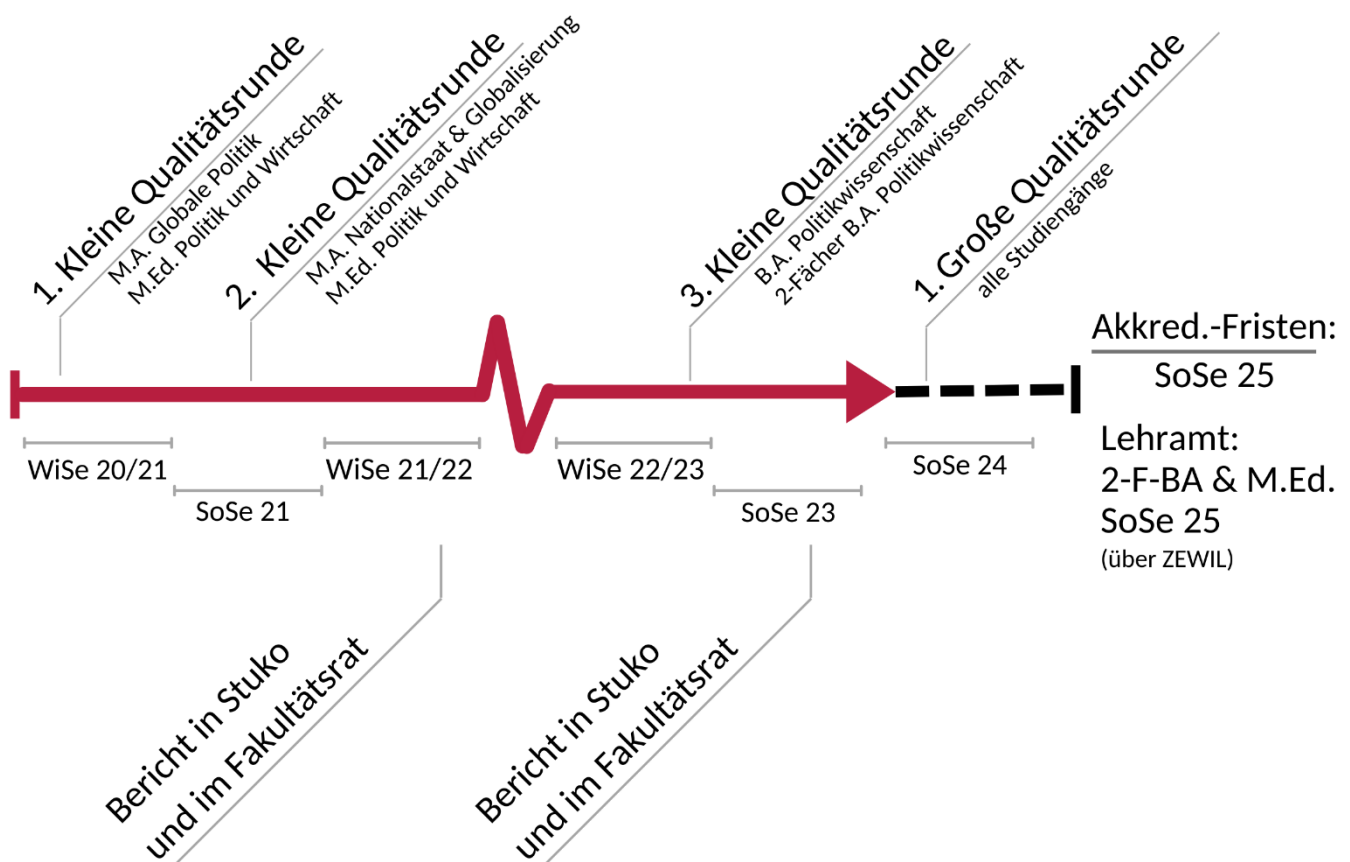 1. Kleine Qualitätsrunde
M.A. Globale Politik
M.Ed. Politik und Wirtschaft
2. Kleine Qualitätsrunde
M.A. Nationalstaat & Globalisierung
M.Ed. Politik und Wirtschaft
3. Kleine Qualitätsrunde
B.A. Politikwissenschaft
2-Fächer B.A. Politikwissenschaft
1. Große Qualitätsrunde
alle Studiengänge
Akkred.-Fristen:
SoSe 25
Lehramt:
2-F-BA & M.Ed.
SoSe 25
(über ZEWIL)
WiSe 20/21
SoSe 21
WiSe 21/22
WiSe 22/23
SoSe 23
SoSe 24
Bericht in Stuko
und im Fakultätsrat
Bericht in Stuko
und im Fakultätsrat